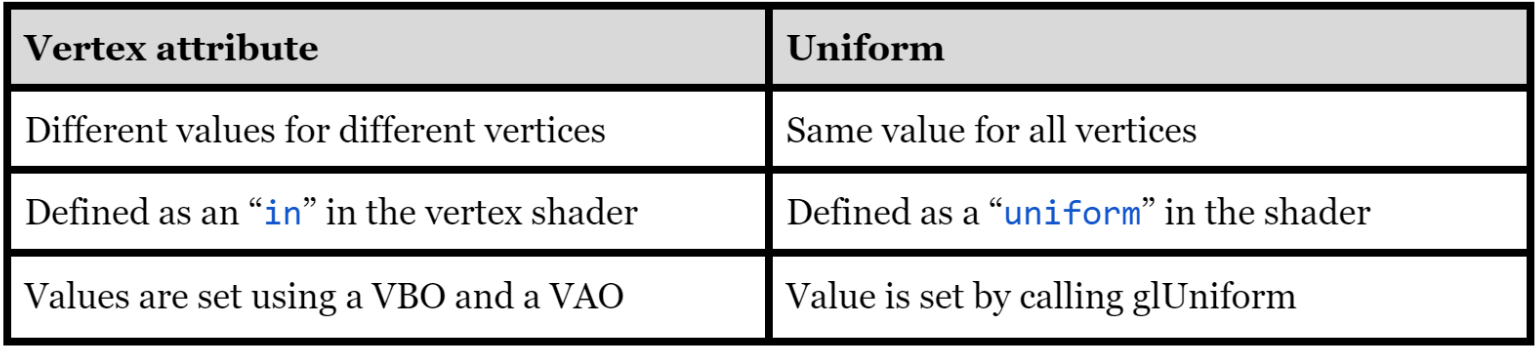 Vertex attribute
Uniform
Different values for different vertices
Same value for all vertices
Defined as an “in” in the vertex shader
Defined as a “uniform” in the shader
Values are set using a VBO and a VAO
Value is set by calling glUniform